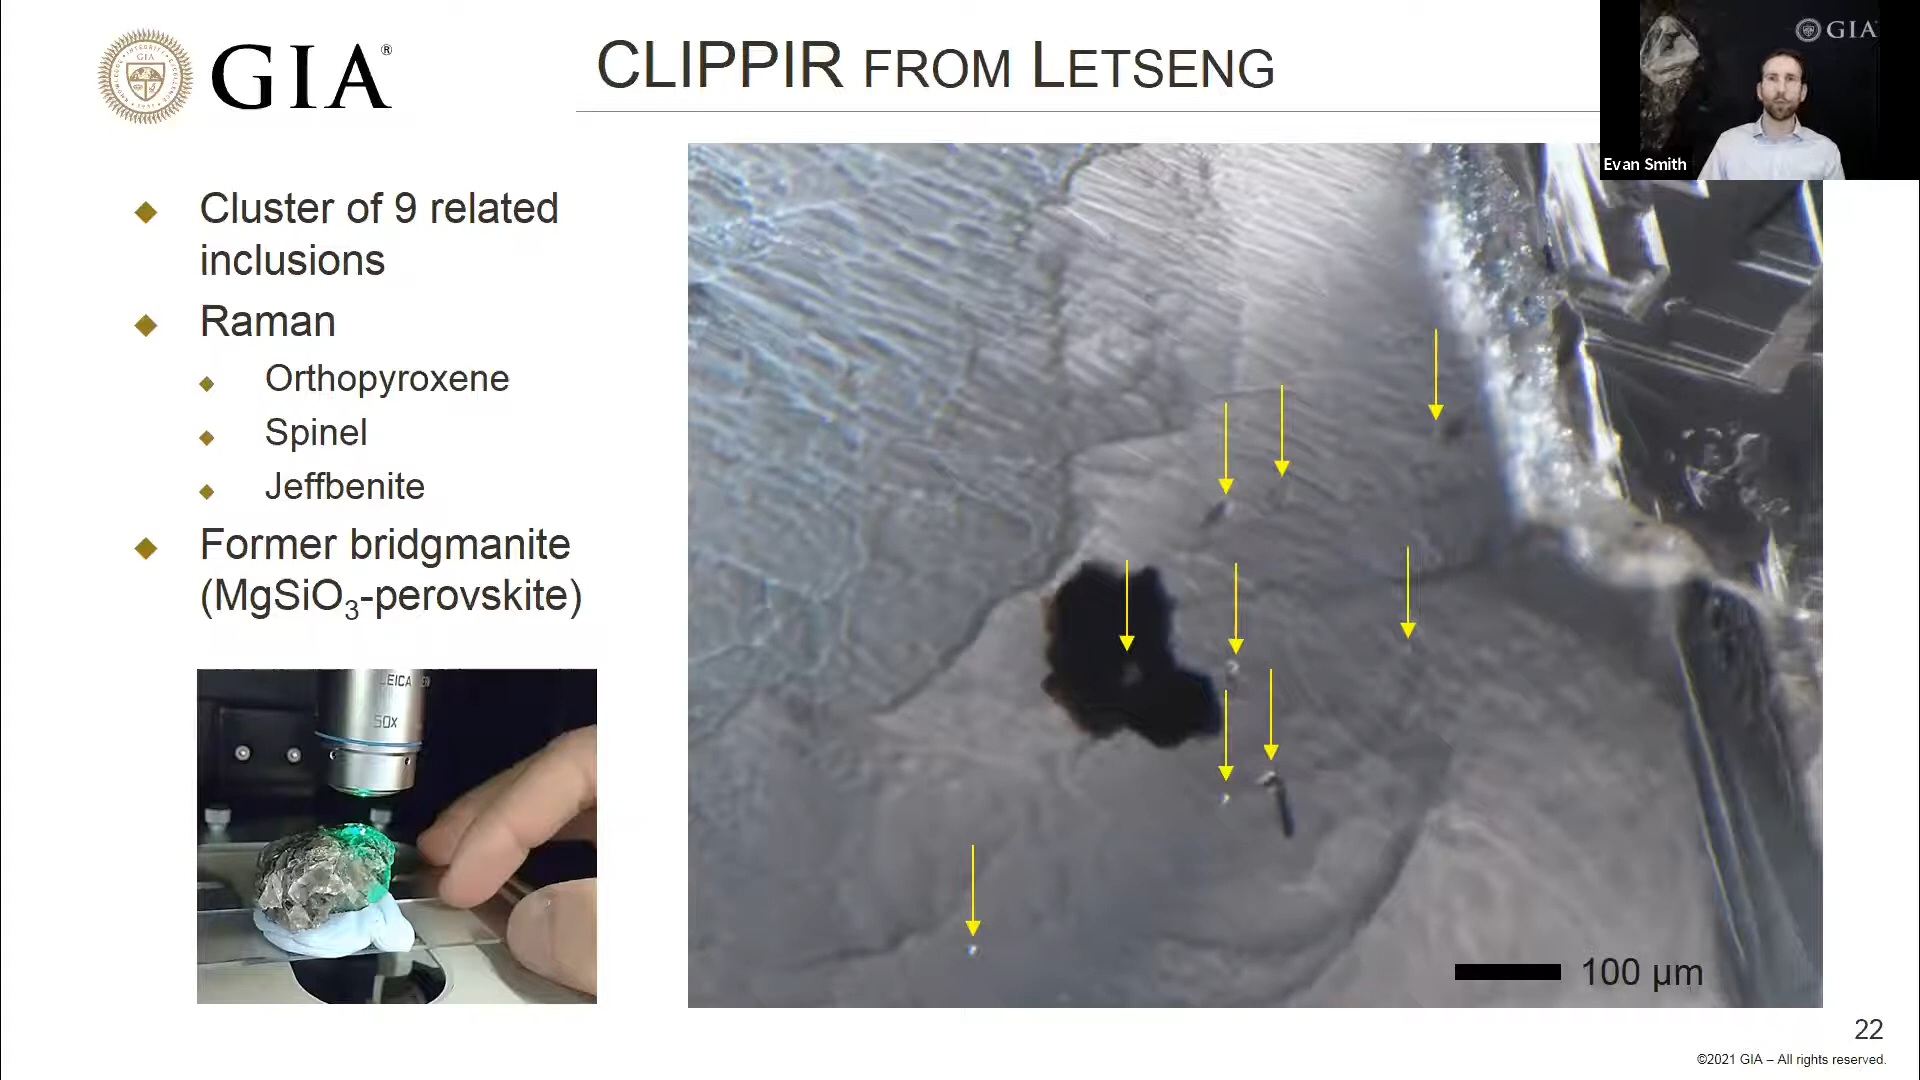 GIA®
CLIPPIR FROM LETSENG
GIA
Evan Smith
Cluster of 9 related
inclusions
Raman
Orthopyroxene
Spinel
Jeffbenite
Former bridgmanite
(MgSiO3-perovskite)
LEICA
50X
100 µm
22
©2021 GIA – All rights reserved.